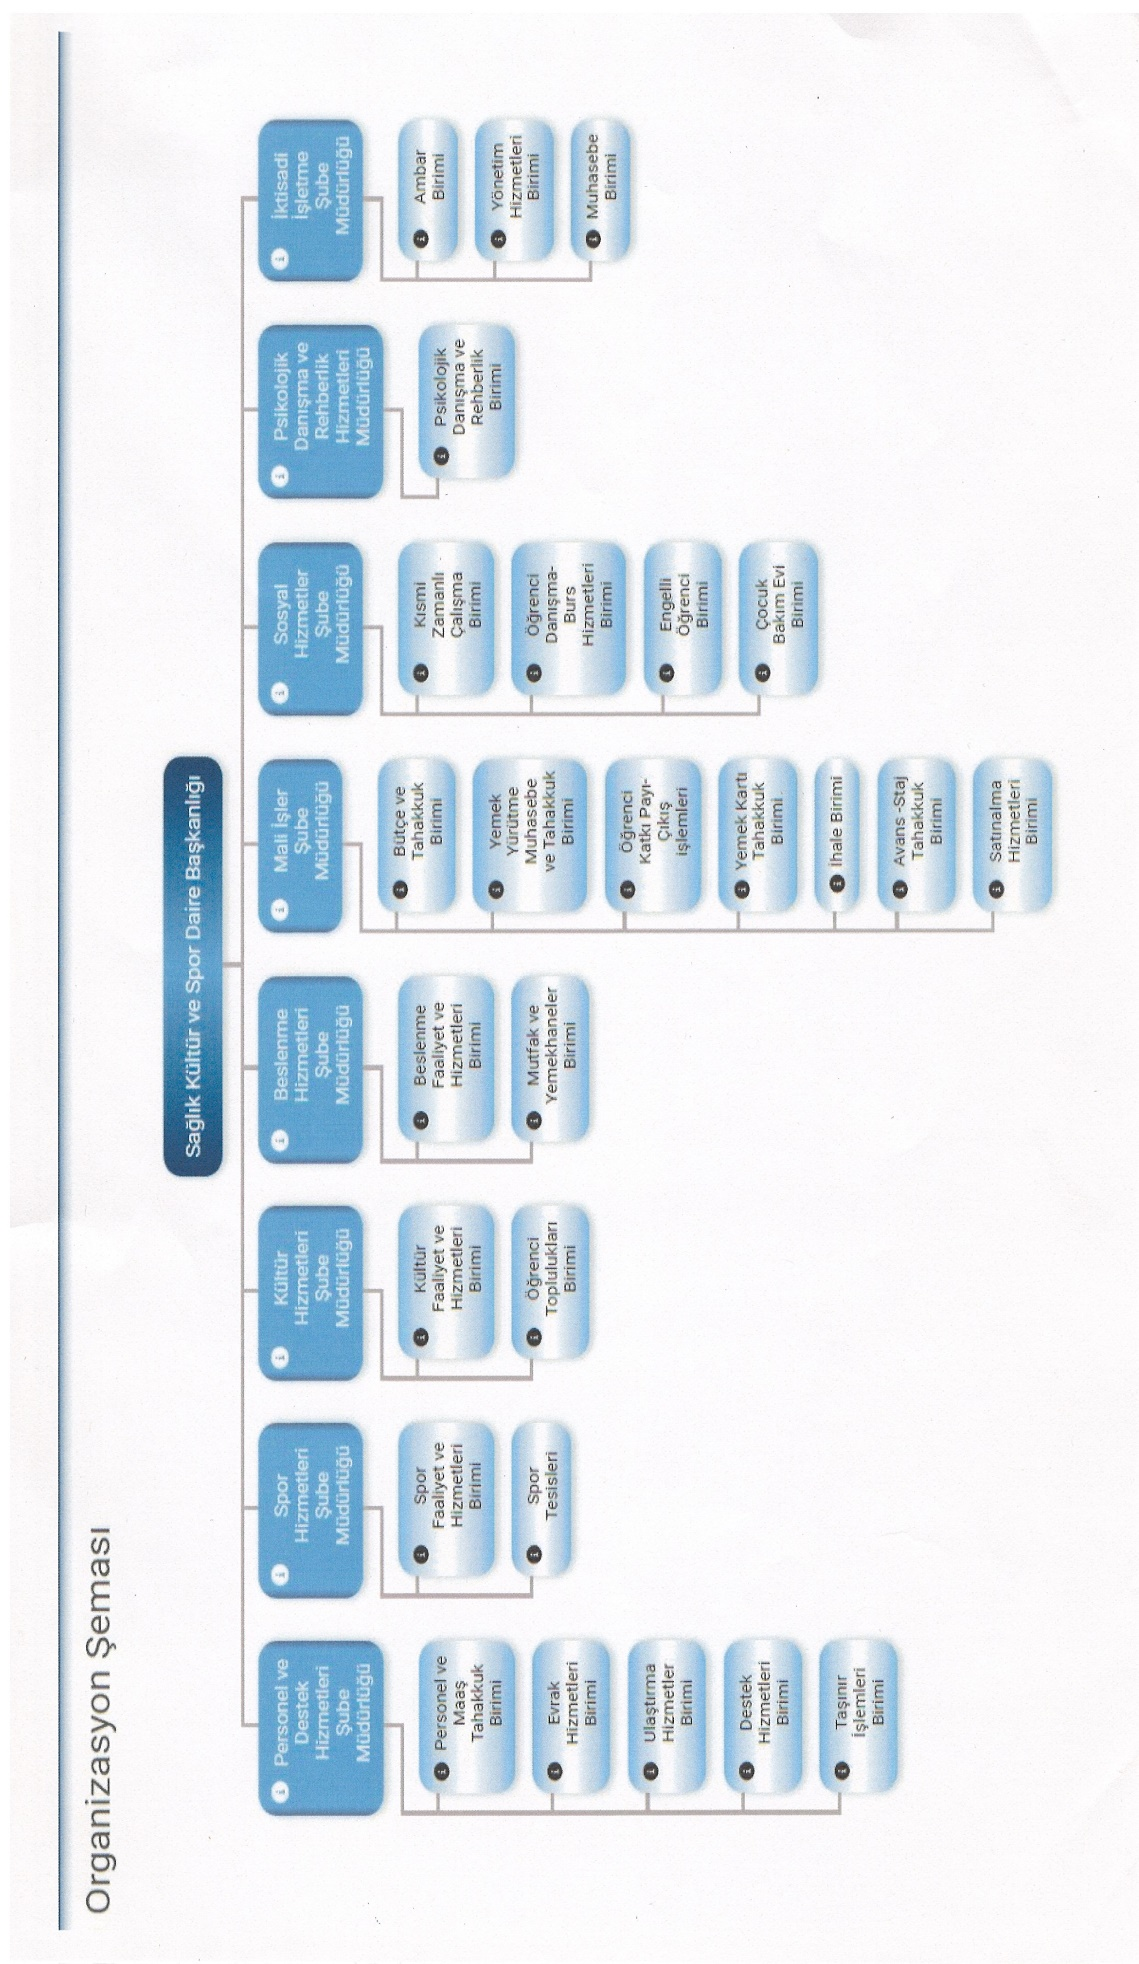 Organizasyon Şeması
Sağlık Kültür ve Spor Daire Başkanlığı
Personel ve
Destek
Hizmetleri
Şube
Müdürlüğü
Personel ve
Maaş
Tahakkuk
Birimi
Evrak
Hizmetleri
Birimi
Ulaştırma
Hizmetler
Birimi
Destek
Hizmetleri
Birimi
Taşınır
İşlemleri
Birimi
Spor
Hizmetleri
Şube
Müdürlüğü
Spor
Faaliyet ve
Hizmetleri
Birimi
Spor
Tesisleri
Kültür
Hizmetleri
Şube
Müdürlüğü
Kültür
Faaliyet ve
Hizmetleri
Birimi
Öğrenci
Toplulukları
Birimi
Beslenme
Hizmetleri
Şube
Müdürlüğü
Beslenme
Faaliyet ve
Hizmetleri
Birimi
Mutfak ve
Yemekhaneler
Birimi
Mali İşler
Şube
Müdürlüğü
Bütçe ve
Tahakkuk
Birimi
Yemek
Yürütme
Muhasebe
ve Tahakkuk
Birimi
Öğrenci
Katkı Payı-
Çıkış
işlemleri
Yemek Kartı
Tahakkuk
Birimi.
İhale Birimi
Avans -Staj
Tahakkuk
Birimi
Satınalma
Hizmetleri
Birimi
Sosyal
Hizmetler
Şube
Müdürlüğü
Kısmi
Zamanlı
Çalışma
Birimi
Öğrenci
Danışma-
Burs
Hizmetleri
Birimi
Engelli
Öğrenci
Birimi
Çocuk
Bakım Evi
Birimi
Psikolojik
Danışma ve
Rehberlik
Hizmetleri
Müdürlüğü
Psikolojik
Danışma ve
Rehberlik
Birimi
İktisadi
İşletme
Şube
Müdürlüğü
Ambar
Birimi
Yönetim
Hizmetleri
Birimi
Muhasebe
Birimi